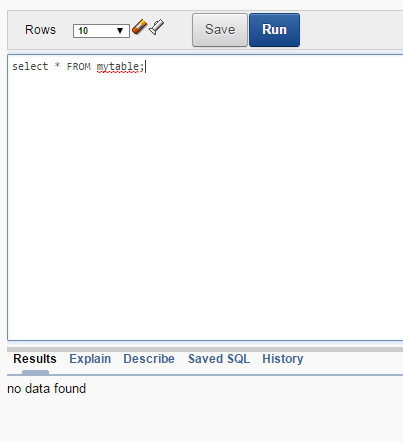 Rows 10 Save Run
select * FROM mytable;
Results Explain Describe Saved SQL History
no data found